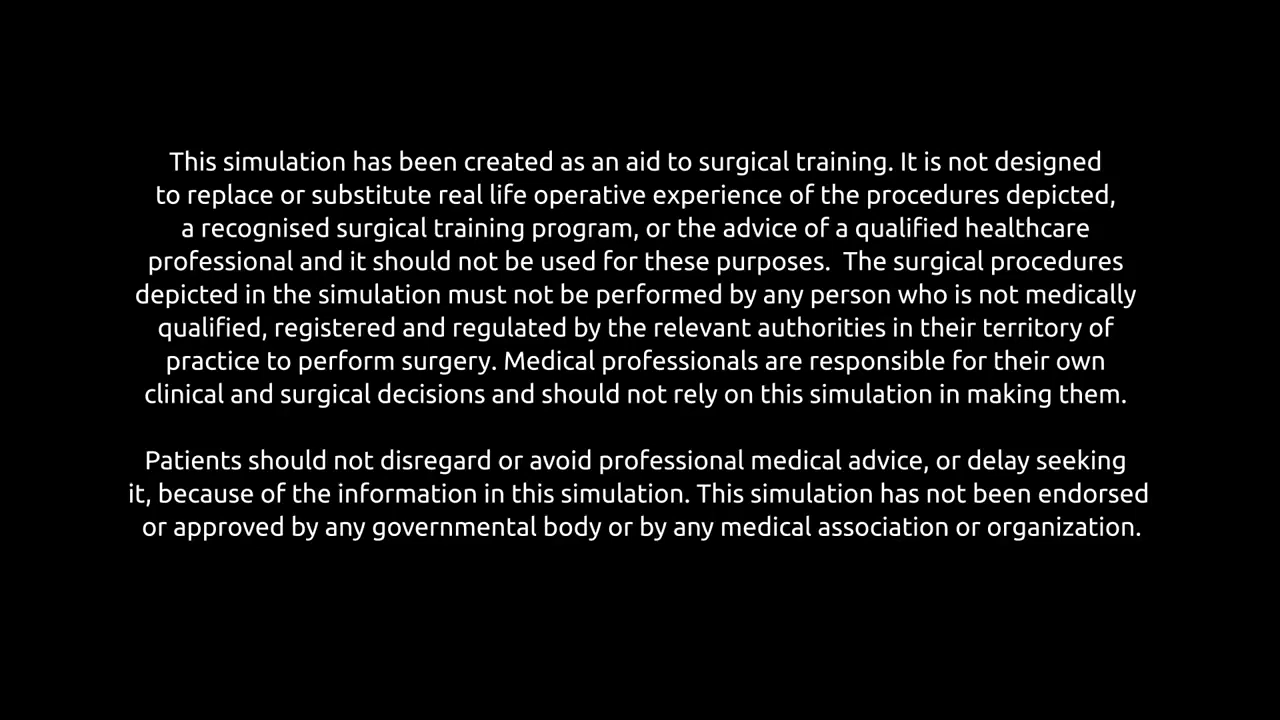 This simulation has been created as an aid to surgical training. It is not designed
to replace or substitute real life operative experience of the procedures depicted,
a recognised surgical training program, or the advice of a qualified healthcare
professional and it should not be used for these purposes.  The surgical procedures
depicted in the simulation must not be performed by any person who is not medically
qualified, registered and regulated by the relevant authorities in their territory of
practice to perform surgery. Medical professionals are responsible for their own
clinical and surgical decisions and should not rely on this simulation in making them.

Patients should not disregard or avoid professional medical advice, or delay seeking
it, because of the information in this simulation. This simulation has not been endorsed
or approved by any governmental body or by any medical association or organization.